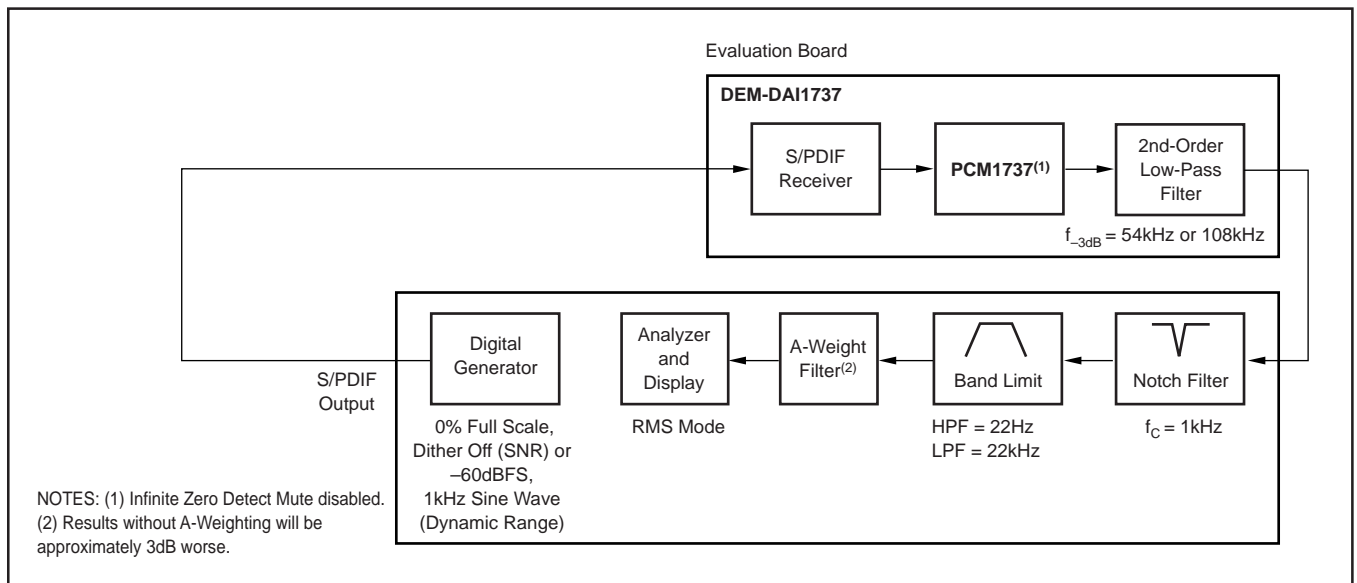 Evaluation Board
DEM-DAI1737
S/PDIF
Receiver
PCM1737(1)
2nd-Order
Low-Pass
Filter
f–3dB = 54kHz or 108kHz
S/PDIF
Output
Digital
Generator
0% Full Scale,
Dither Off (SNR) or
–60dBFS,
1kHz Sine Wave
(Dynamic Range)
Analyzer
and
Display
RMS Mode
A-Weight
Filter(2)
Band Limit
HPF = 22Hz
LPF = 22kHz
Notch Filter
fC = 1kHz
NOTES: (1) Infinite Zero Detect Mute disabled.
(2) Results without A-Weighting will be
approximately 3dB worse.